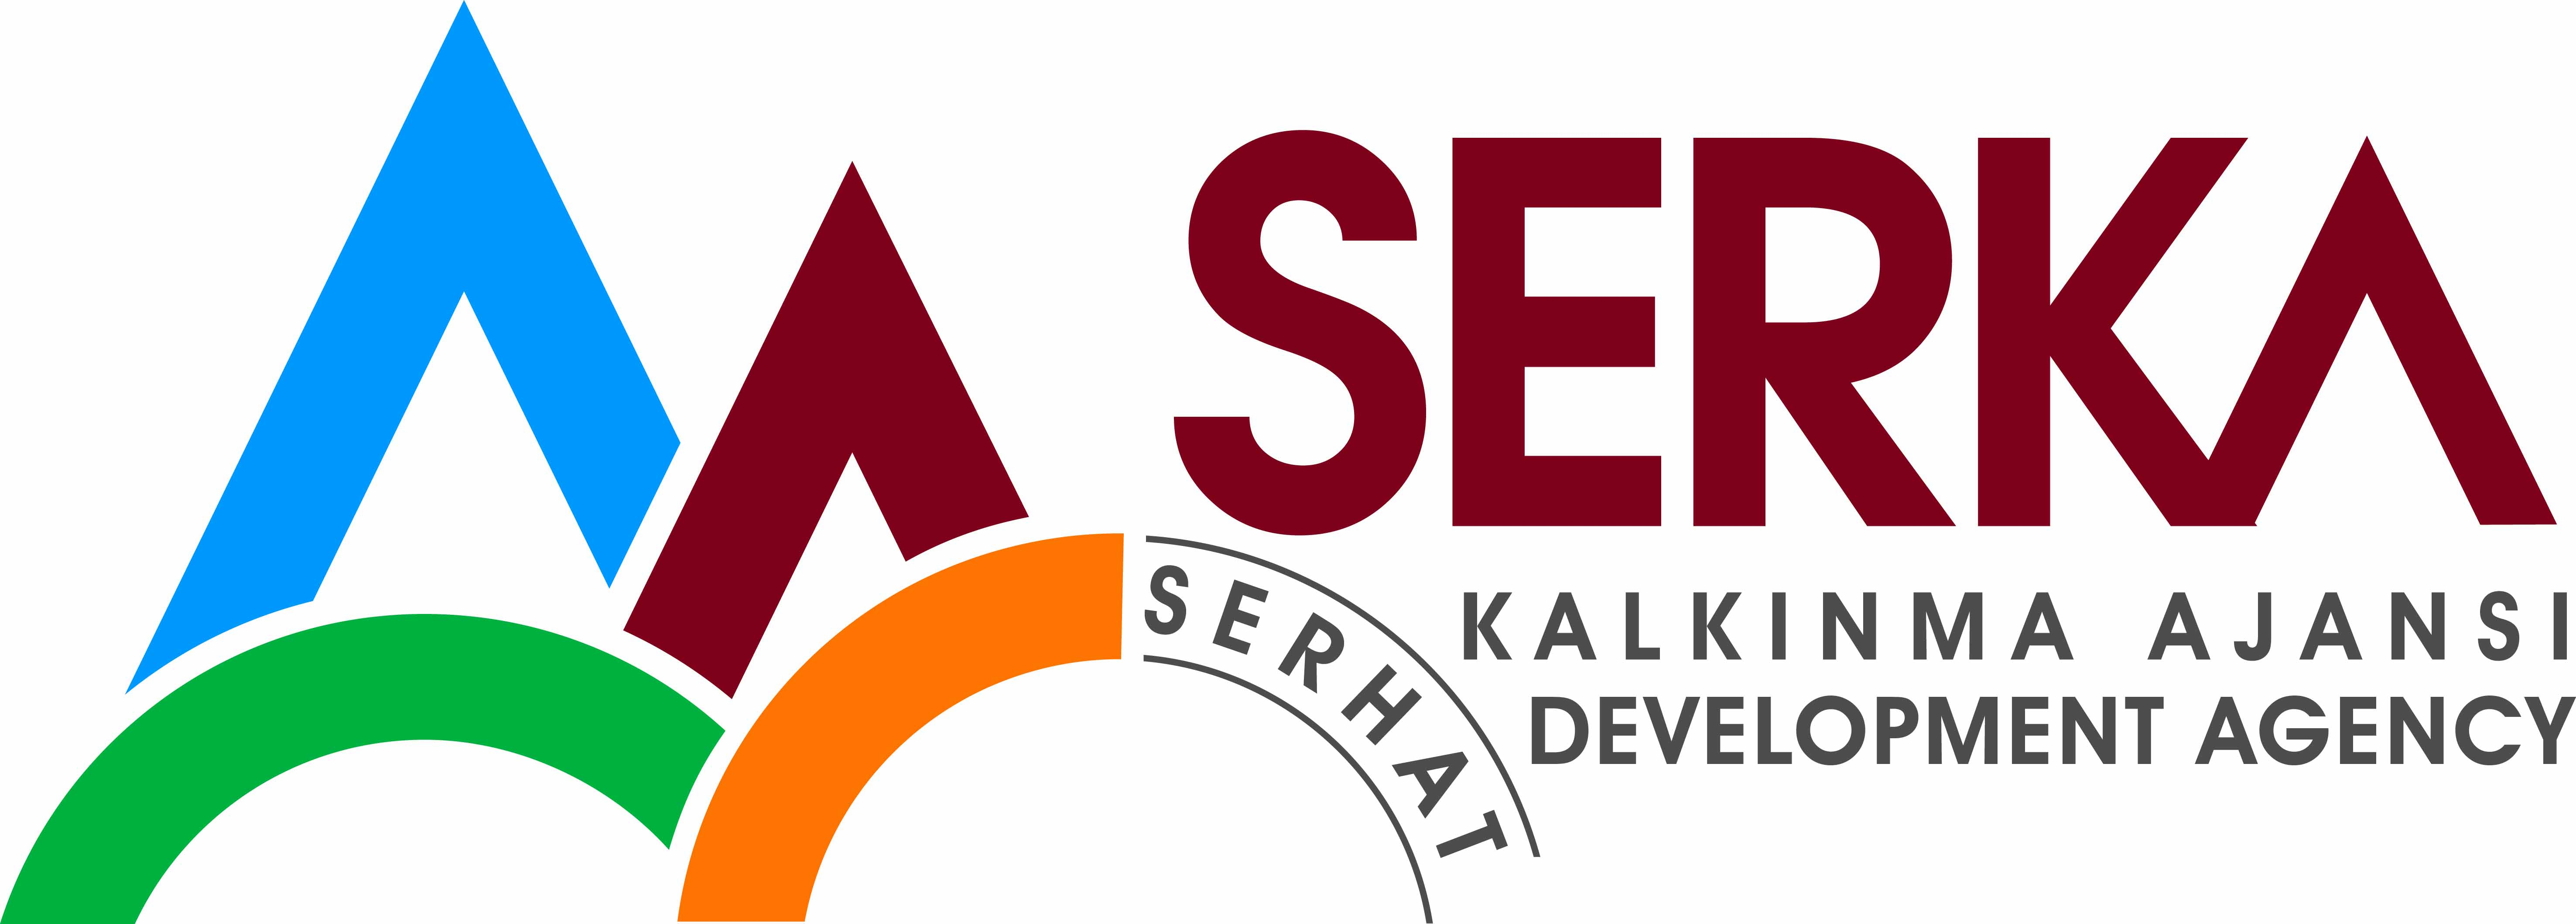 SERKA
SERHAT
KALKINMA AJANSI
DEVELOPMENT AGENCY